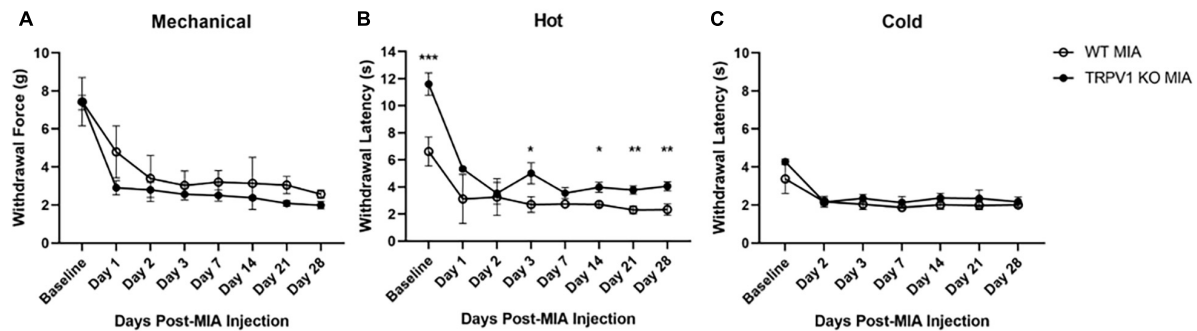 A
Mechanical
Withdrawal Force (g)
10
8
6
4
2
0
Baseline
Day 1
Day 2
Day 3
Day 7
Day 14
Day 21
Day 28
Days Post-MIA Injection
B
Hot
Withdrawal Latency (s)
14
12
10
8
6
4
2
0
***
*
*
**
**
Baseline
Day 1
Day 2
Day 3
Day 7
Day 14
Day 21
Day 28
Days Post-MIA Injection
C
Cold
Withdrawal Latency (s)
10
8
6
4
2
0
Baseline
Day 2
Day 3
Day 7
Day 14
Day 21
Day 28
Days Post-MIA Injection
WT MIA
TRPV1 KO MIA